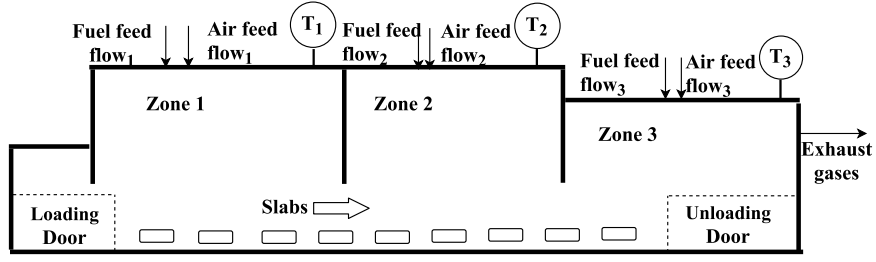 Fuel feed
flow1
Air feed
flow1
T1
Fuel feed
flow2
Air feed
flow2
T2
Fuel feed
flow3
Air feed
flow3
T3
Zone 1
Zone 2
Zone 3
Exhaust
gases
Loading
Door
Slabs
Unloading
Door